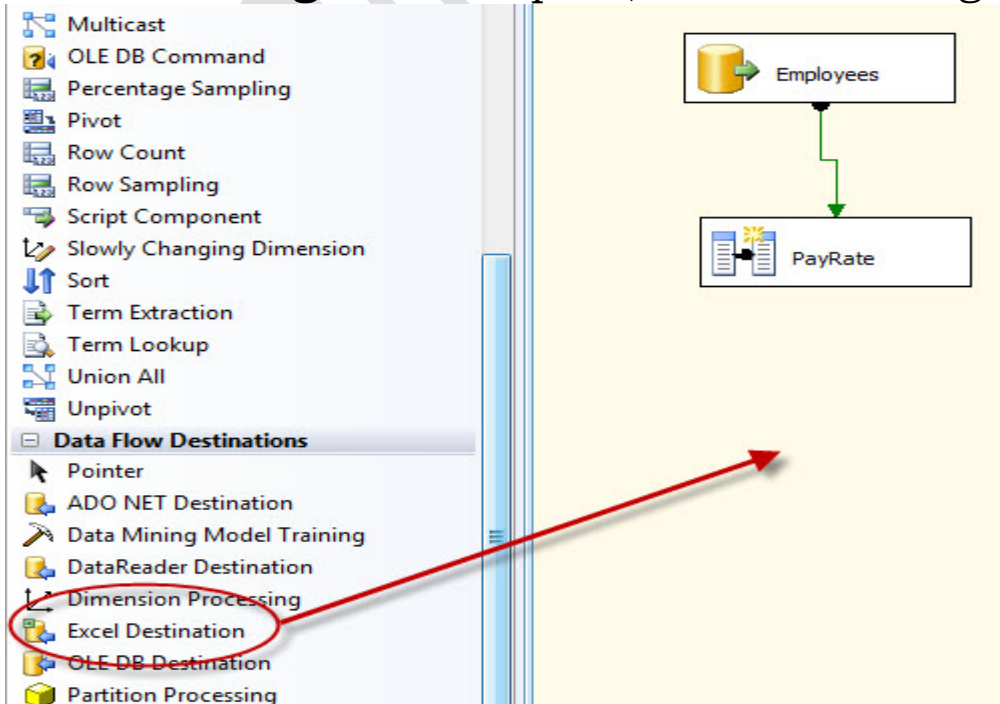 Multicast
OLE DB Command
Percentage Sampling
Pivot
Row Count
Row Sampling
Script Component
Slowly Changing Dimension
Sort
Term Extraction
Term Lookup
Union All
Unpivot
Data Flow Destinations
Pointer
ADO NET Destination
Data Mining Model Training
DataReader Destination
Dimension Processing
Excel Destination
OLE DB Destination
Partition Processing
Employees
PayRate